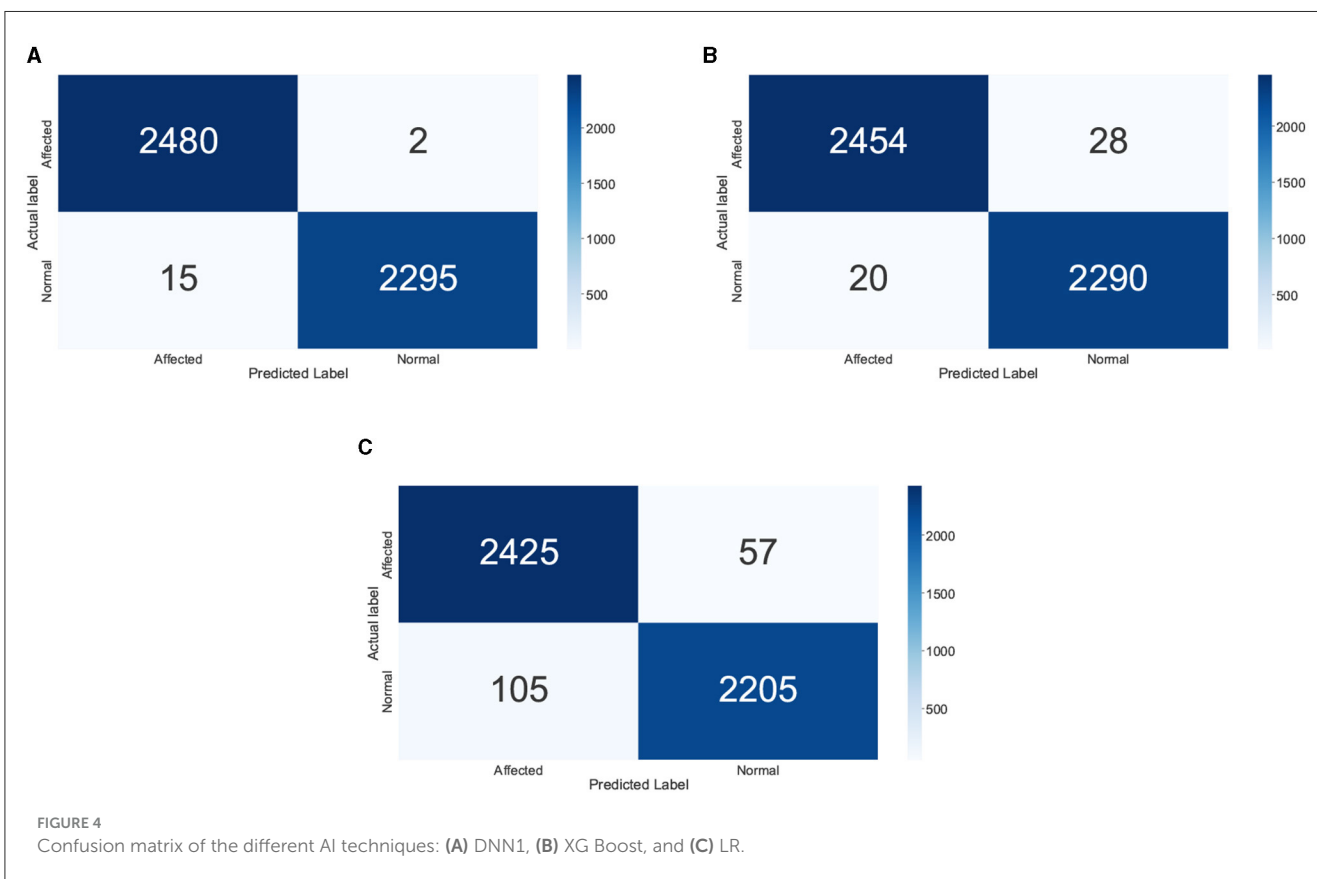 A
Actual label
Affected
Normal
2480
2
15
2295
Affected
Normal
Predicted Label
2000
1500
1000
500
B
Actual label
Affected
Normal
2454
28
20
2290
Affected
Normal
Predicted Label
2000
1500
1000
500
C
Actual label
Affected
Normal
2425
57
105
2205
Affected
Normal
Predicted Label
2000
1500
1000
500
FIGURE 4
Confusion matrix of the different AI techniques: (A) DNN1, (B) XG Boost, and (C) LR.